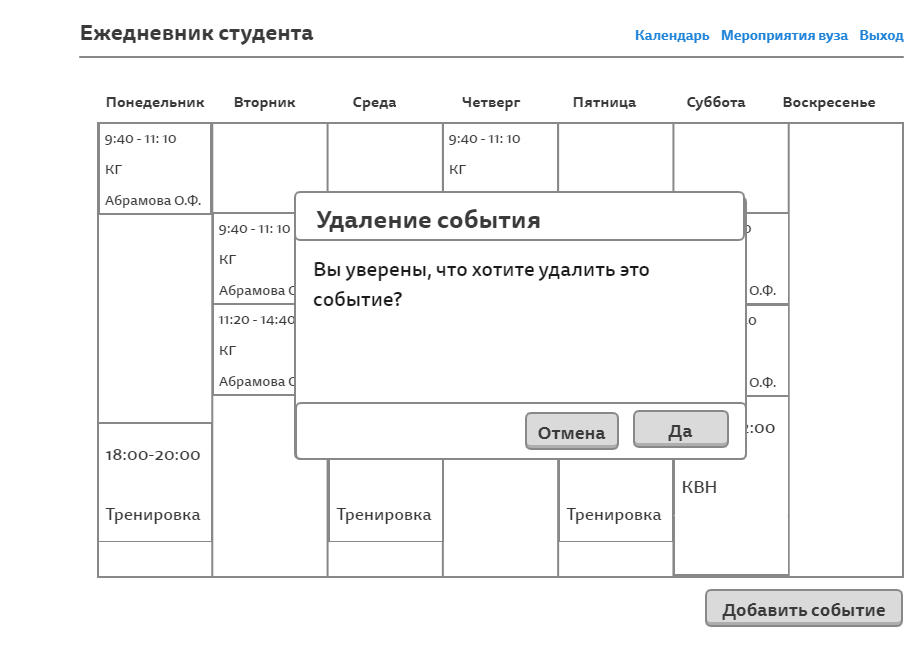 Ежедневник студента
Календарь Мероприятия вуза Выход
Понедельник Вторник Среда Четверг Пятница Суббота Воскресенье
9:40 - 11: 10 9:40 - 11: 10
КГ КГ
Абрамова О.Ф.
Удаление события
9:40 - 11: 10
КГ
Вы уверены, что хотите удалить это
Абрамова О.Ф.
событие?
11:20 - 14:40
КГ
Абрамова О.Ф.
Отмена Да
:00
18:00-20:00
КВН
Тренировка Тренировка Тренировка
Добавить событие